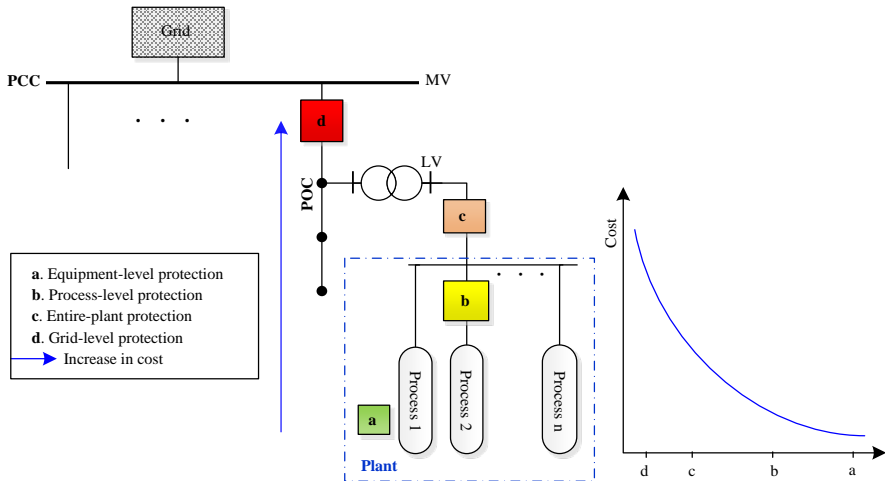 Grid
PCC
MV
. . .
d
LV
POC
c
. . .
b
a. Equipment-level protection
b. Process-level protection
c. Entire-plant protection
d. Grid-level protection
Increase in cost
a
Process 1
Process 2
Process n
Plant
Cost
d
c
b
a